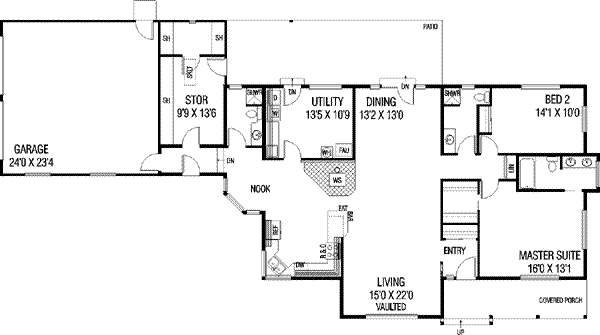 SH
SH
PATIO
SH
SKLT
DN
DN
SHWR
SHWR
STOR
9'9 X 13'6
D
W
UTILITY
13'5 X 10'9
DINING
13'2 X 13'0
BED 2
14'1 X 10'0
GARAGE
24'0 X 23'4
WH
FAU
DN
LIN
WS
NOOK
EAT
BAR
REF
R & O
DW
ENTRY
MASTER SUITE
16'0 X 13'1
LIVING
15'0 X 22'0
VAULTED
COVERED PORCH
UP